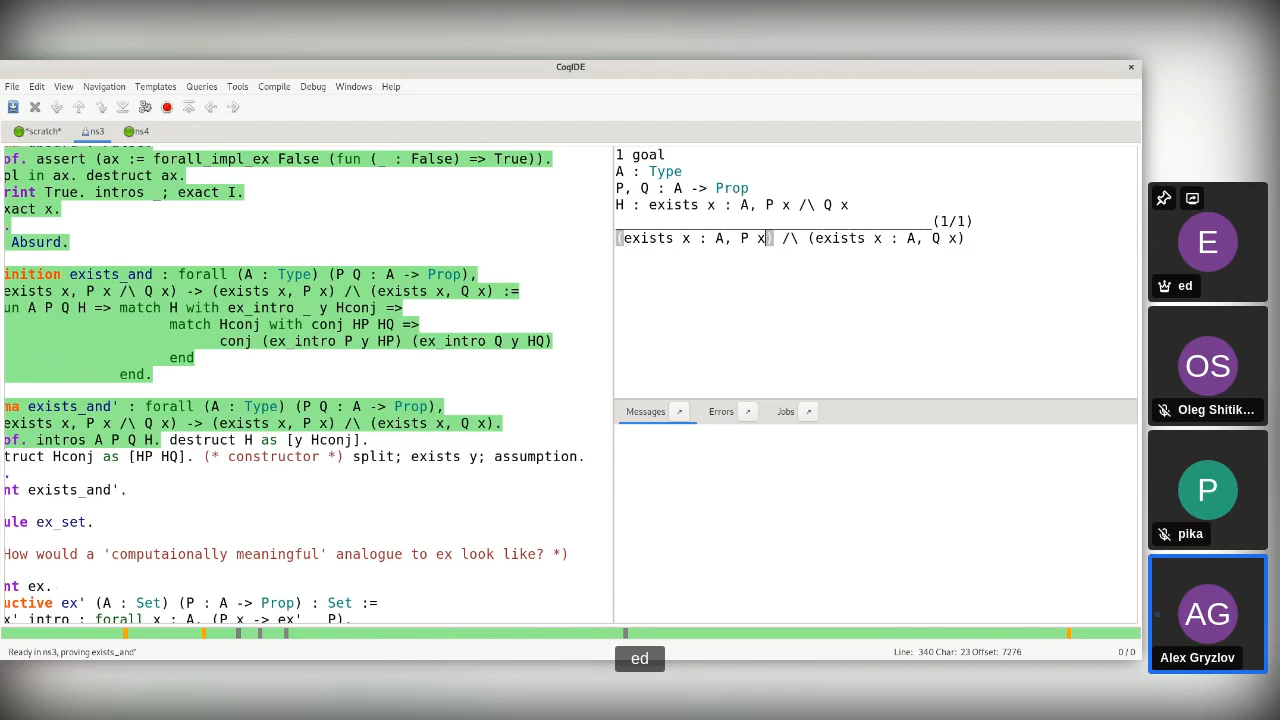 CoqIDE
×
File Edit View Navigation Templates Queries Tools Compile Debug Windows Help
*scratch* ns3 ns4
of. assert (ax := forall_impl_ex False (fun (_ : False) => True)).
pl in ax. destruct ax.
rint True. intros _; exact I.
xact x.
.
Absurd.
inition exists_and : forall (A : Type) (P Q : A -> Prop),
exists x, P x /\ Q x) -> (exists x, P x) /\ (exists x, Q x) :=
un A P Q H => match H with ex_intro _ y Hconj =>
match Hconj with conj HP HQ =>
conj (ex_intro P y HP) (ex_intro Q y HQ)
end
end.
ma exists_and' : forall (A : Type) (P Q : A -> Prop),
exists x, P x /\ Q x) -> (exists x, P x) /\ (exists x, Q x).
of. intros A P Q H. destruct H as [y Hconj].
truct Hconj as [HP HQ]. (* constructor *) split; exists y; assumption.
.
nt exists_and'.
ule ex_set.
How would a 'computaionally meaningful' analogue to ex look like? *)
nt ex.
uctive ex' (A : Set) (P : A -> Prop) : Set :=
x'_intro : forall x : A, (P x -> ex' P).
1 goal
A : Type
P, Q : A -> Prop
H : exists x : A, P x /\ Q x
(1/1)
(exists x : A, P x) /\ (exists x : A, Q x)
Messages Errors Jobs
Ready in ns3, proving exists_and'
Line: 340 Char: 23 Offset: 7276
0 / 0
ed
E
ed
OS
Oleg Shitik...
P
pika
AG
Alex Gryzlov